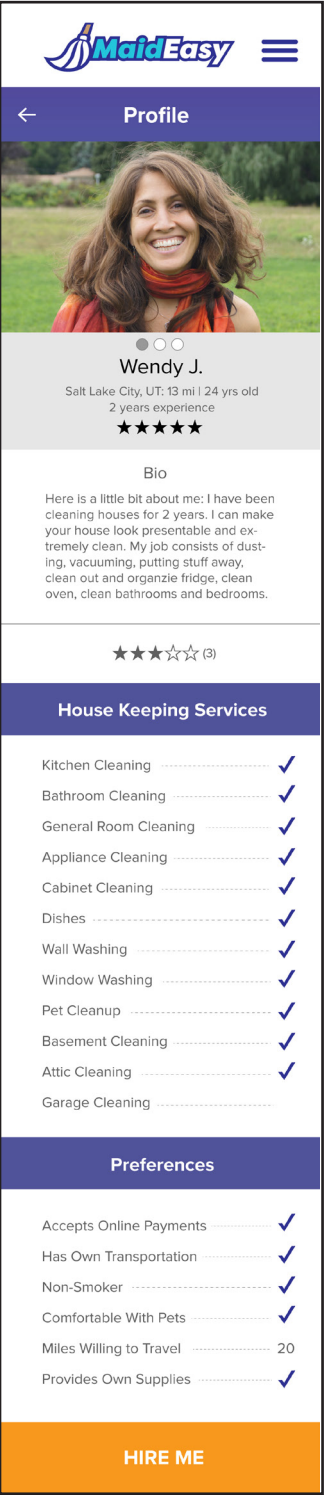 MaidEasy
Profile
Wendy J.
Salt Lake City, UT: 13 mi | 24 yrs old
2 years experience
★★★★★
Bio
Here is a little bit about me: I have been
cleaning houses for 2 years. I can make
your house look presentable and ex-
tremely clean. My job consists of dust-
ing, vacuuming, putting stuff away,
clean out and organzie fridge, clean
oven, clean bathrooms and bedrooms.
★★★☆☆ (3)
House Keeping Services
Kitchen Cleaning ✓
Bathroom Cleaning ✓
General Room Cleaning ✓
Appliance Cleaning ✓
Cabinet Cleaning ✓
Dishes ✓
Wall Washing ✓
Window Washing ✓
Pet Cleanup ✓
Basement Cleaning ✓
Attic Cleaning ✓
Garage Cleaning
Preferences
Accepts Online Payments ✓
Has Own Transportation ✓
Non-Smoker ✓
Comfortable With Pets ✓
Miles Willing to Travel 20
Provides Own Supplies ✓
HIRE ME